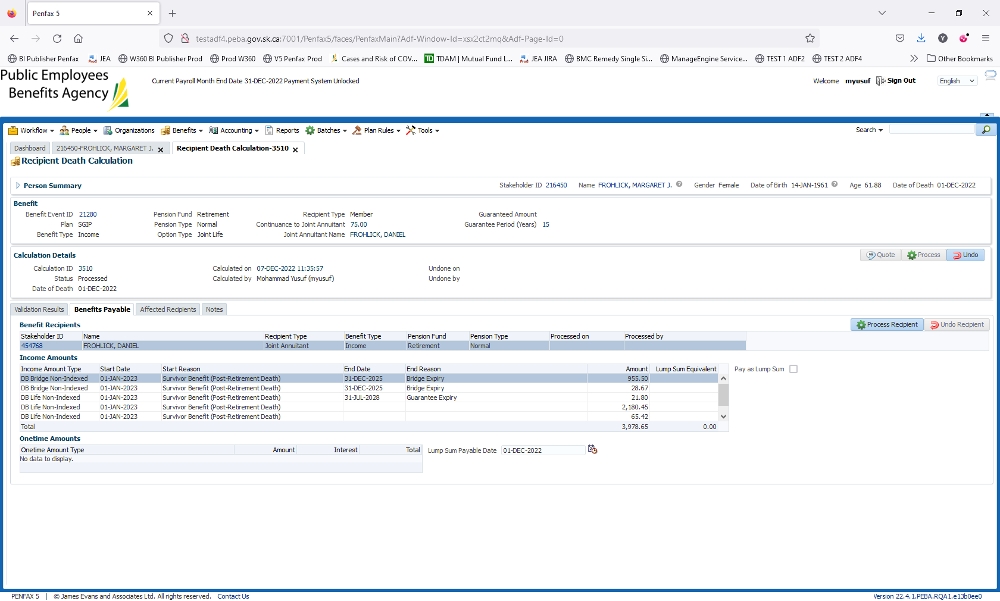 Penfax 5
testadf4.peba.gov.sk.ca:7001/Penfax5/faces/PenfaxMain?Adf-Window-Id=xsx2ct2mq&Adf-Page-Id=0
Y
BI Publisher Penfax JEA W360 BI Publisher Prod Prod W360 V5 Penfax Prod Cases and Risk of COV... TD TDAM | Mutual Fund L... JEA JIRA BMC Remedy Single Si... ManageEngine Service... TEST 1 ADF2 TEST 2 ADF4 Other Bookmarks
Public Employees
Benefits Agency
Current Payroll Month End Date 31-DEC-2022 Payment System Unlocked
Welcome myusuf Sign Out English
Workflow People Organizations Benefits Accounting Reports Batches Plan Rules Tools Search
Dashboard 216450-FROHLICK, MARGARET J. Recipient Death Calculation-3510
Recipient Death Calculation
Person Summary Stakeholder ID 216450 Name FROHLICK, MARGARET J. Gender Female Date of Birth 14-JAN-1961 Age 61.88 Date of Death 01-DEC-2022
Benefit
Benefit Event ID 21280 Pension Fund Retirement Recipient Type Member Guaranteed Amount
Plan SGIP Pension Type Normal Continuance to Joint Annuitant 75.00 Guarantee Period (Years) 15
Benefit Type Income Option Type Joint Life Joint Annuitant Name FROHLICK, DANIEL
Calculation Details Quote Process Undo
Calculation ID 3510 Calculated on 07-DEC-2022 11:35:57 Undone on
Status Processed Calculated by Mohammad Yusuf (myusuf) Undone by
Date of Death 01-DEC-2022
Validation Results Benefits Payable Affected Recipients Notes
Benefit Recipients Process Recipient Undo Recipient
Stakeholder ID Name Recipient Type Benefit Type Pension Fund Pension Type Processed on Processed by
454768 FROHLICK, DANIEL Joint Annuitant Income Retirement Normal
Income Amounts
Income Amount Type Start Date Start Reason End Date End Reason Amount Lump Sum Equivalent Pay as Lump Sum
DB Bridge Non-Indexed 01-JAN-2023 Survivor Benefit (Post-Retirement Death) 31-DEC-2025 Bridge Expiry 955.50
DB Bridge Non-Indexed 01-JAN-2023 Survivor Benefit (Post-Retirement Death) 31-DEC-2025 Bridge Expiry 28.67
DB Life Non-Indexed 01-JAN-2023 Survivor Benefit (Post-Retirement Death) 31-JUL-2028 Guarantee Expiry 21.80
DB Life Non-Indexed 01-JAN-2023 Survivor Benefit (Post-Retirement Death) 2,180.45
DB Life Non-Indexed 01-JAN-2023 Survivor Benefit (Post-Retirement Death) 65.42
Total 3,978.65 0.00
Onetime Amounts
Onetime Amount Type Amount Interest Total Lump Sum Payable Date 01-DEC-2022
No data to display.
PENFAX 5 | © James Evans and Associates Ltd. All rights reserved. Contact Us Version 22.4.1.PEBA.RQA1.e13b0ee0